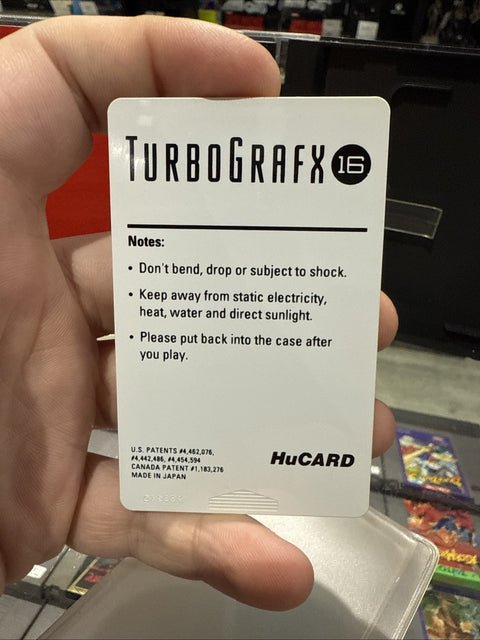 TURBOGRAFX 16
Notes:
• Don't bend, drop or subject to shock.
• Keep away from static electricity,
heat, water and direct sunlight.
• Please put back into the case after
you play.
U.S. PATENTS #4,462,076,
#4,442,486, #4,454,594
CANADA PATENT #1,183,276
MADE IN JAPAN
HuCARD